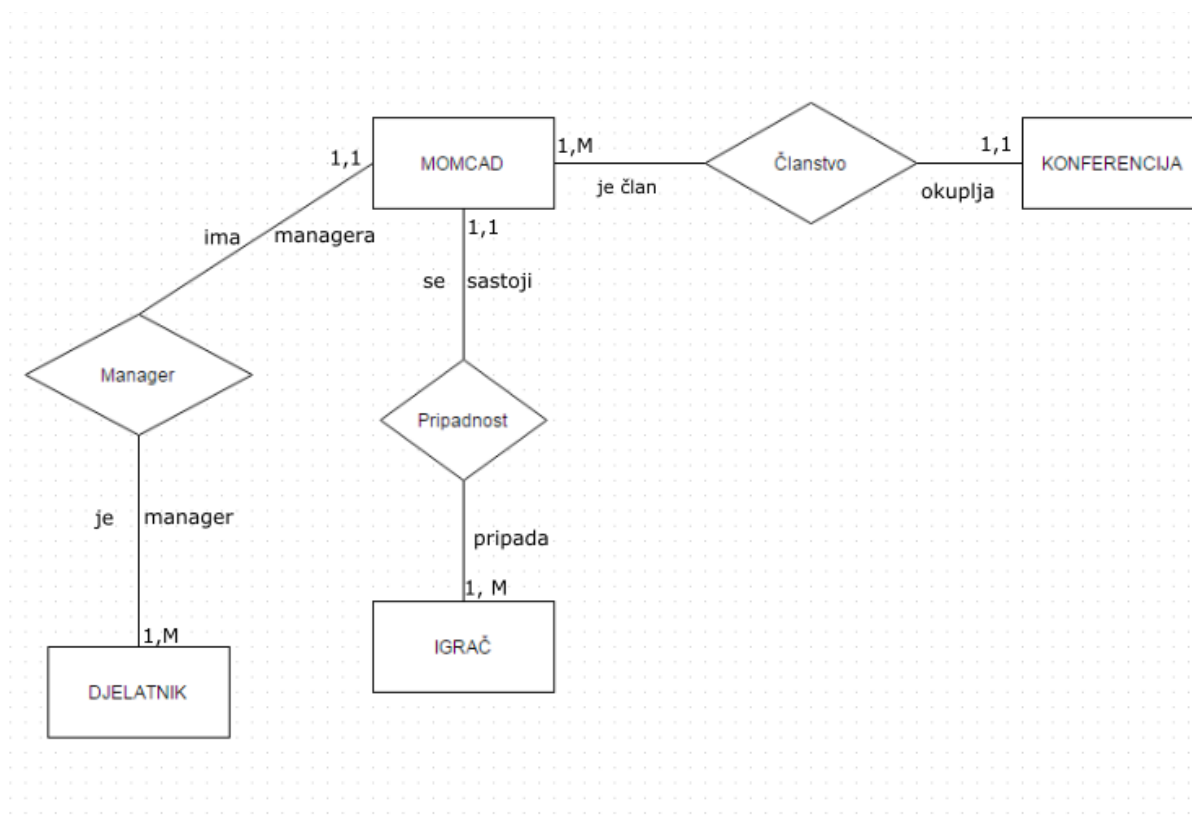 1,1
MOMCAD
1,M
je član
Članstvo
1,1
okuplja
KONFERENCIJA
ima managera
1,1
se sastoji
Manager
Pripadnost
je manager
pripada
1, M
IGRAČ
1,M
DJELATNIK